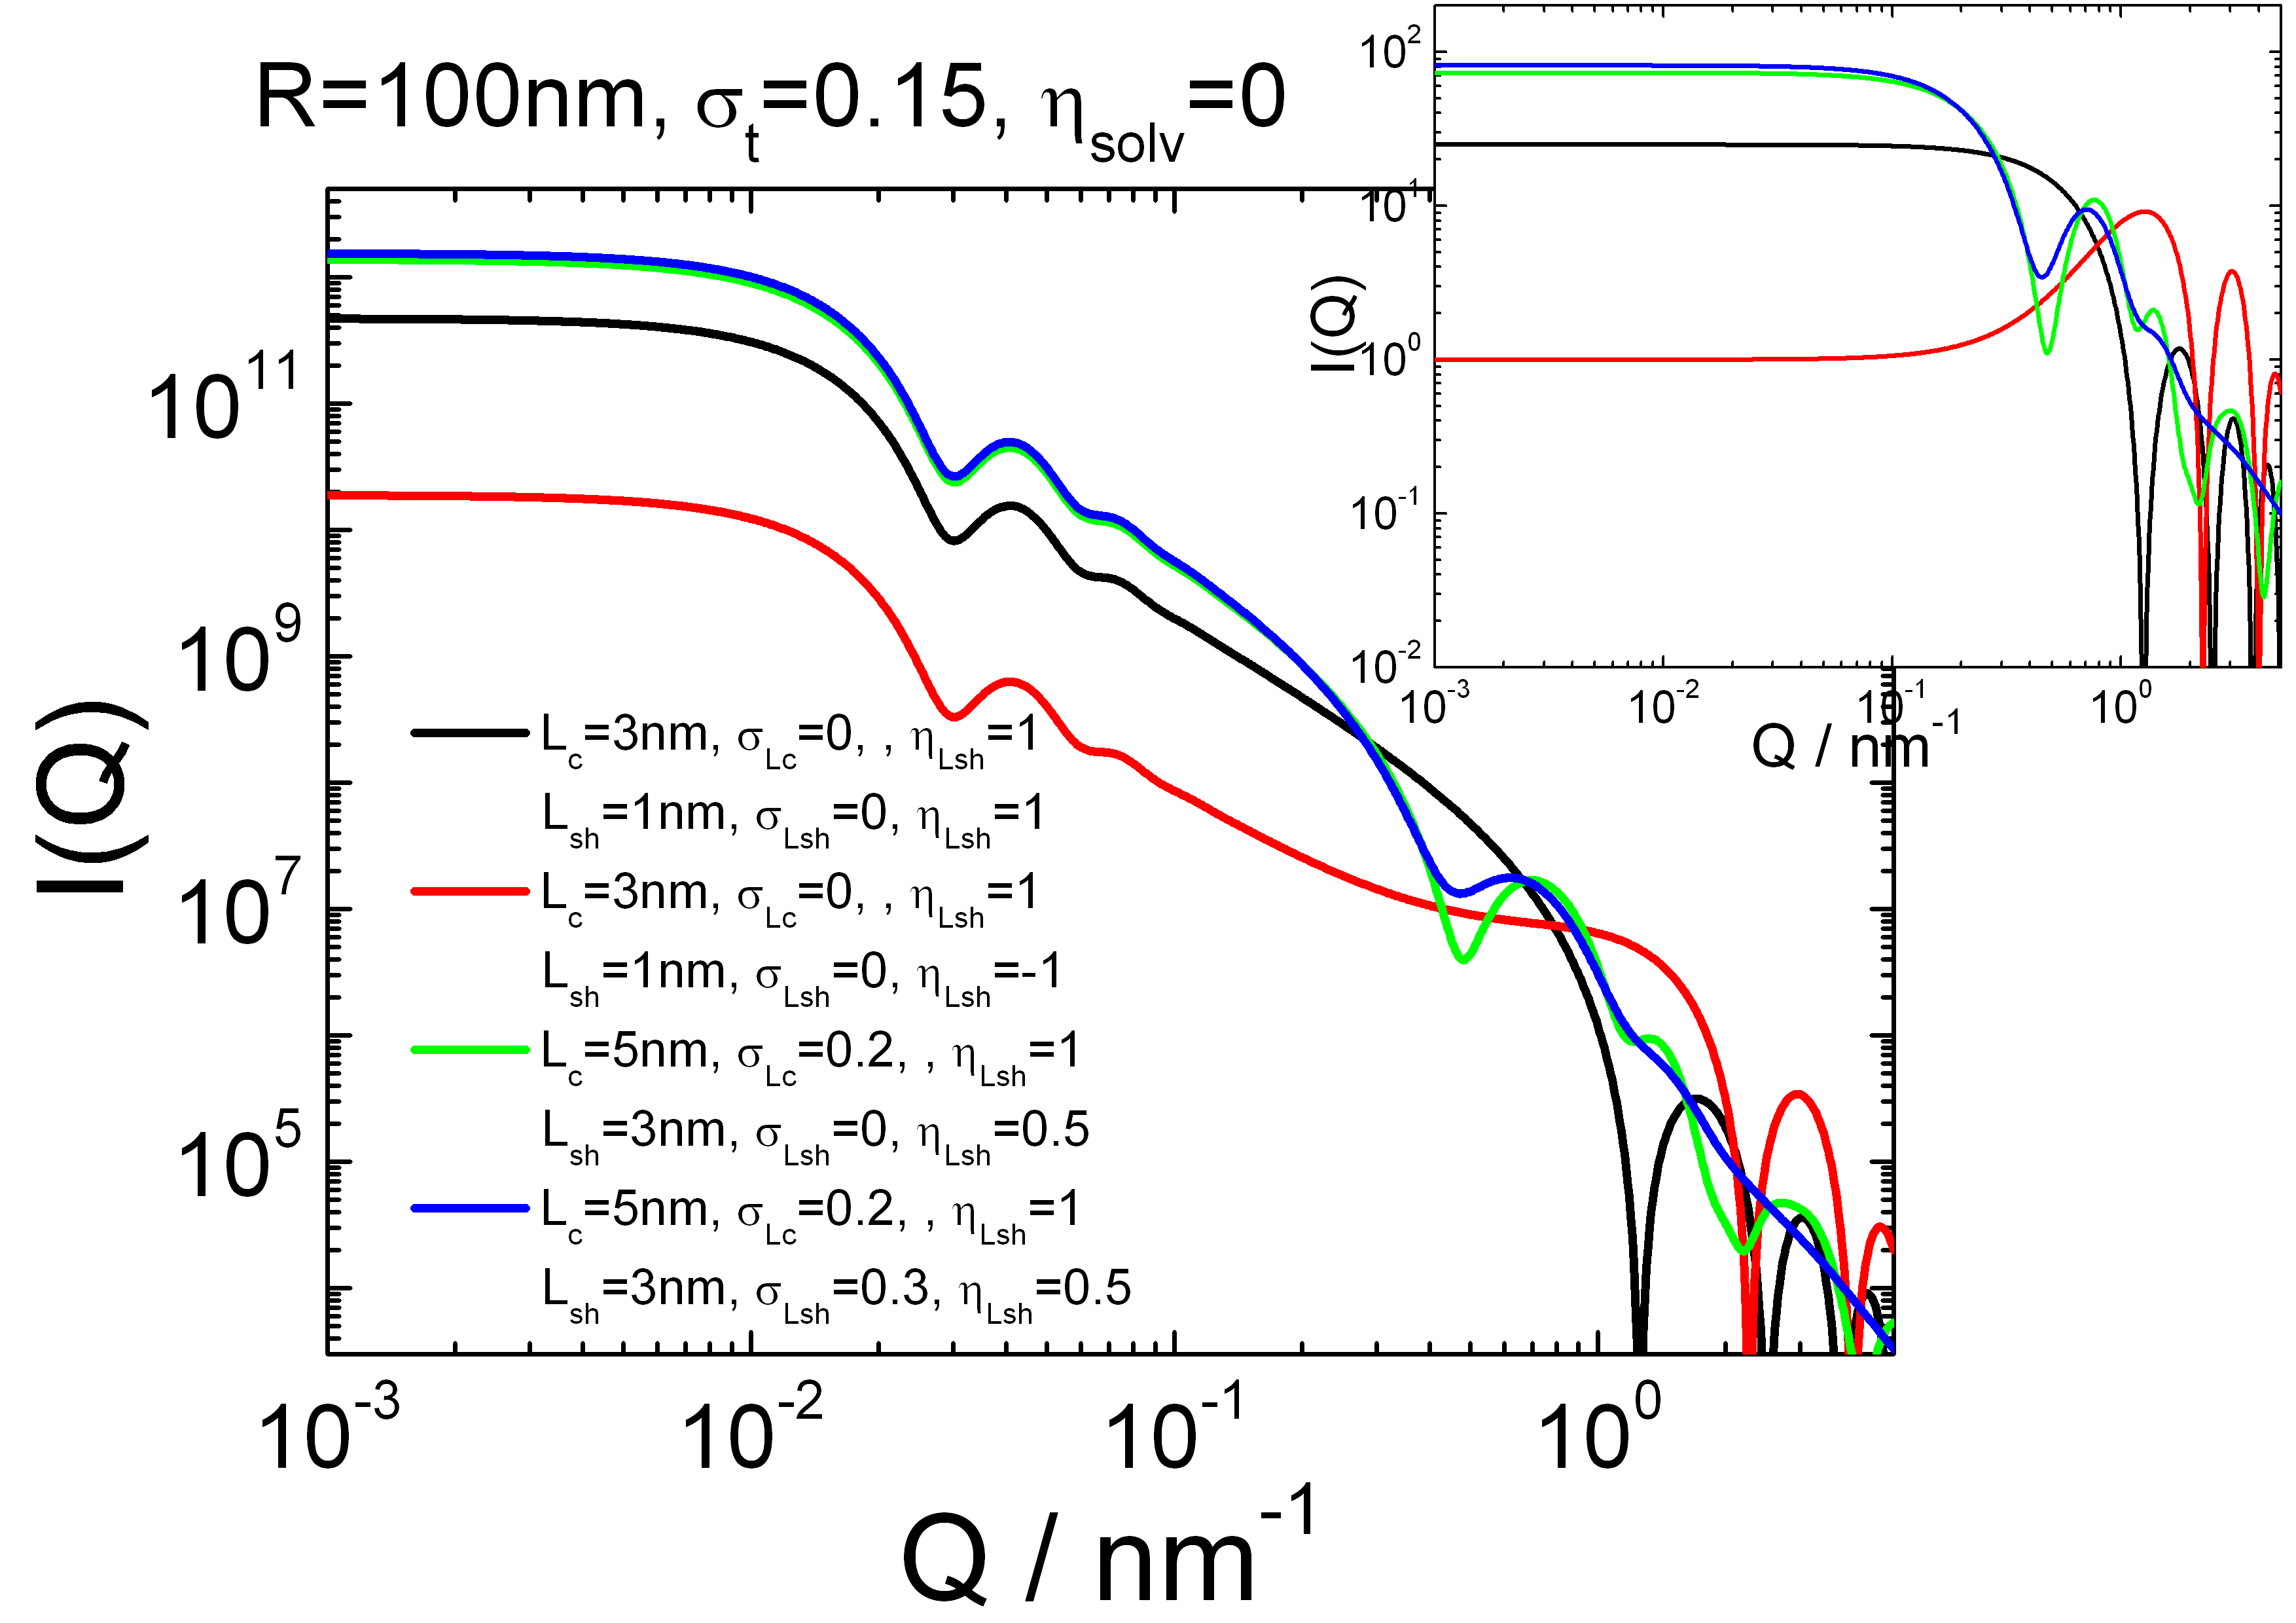 R=100nm, σt=0.15, ηsolv=0
I(Q)
10^11
10^9
10^7
10^5
10^-3
10^-2
10^-1
10^0
Q / nm^-1
Lc=3nm, σLc=0, , ηLsh=1
Lsh=1nm, σLsh=0, ηLsh=1
Lc=3nm, σLc=0, , ηLsh=1
Lsh=1nm, σLsh=0, ηLsh=-1
Lc=5nm, σLc=0.2, , ηLsh=1
Lsh=3nm, σLsh=0, ηLsh=0.5
Lc=5nm, σLc=0.2, , ηLsh=1
Lsh=3nm, σLsh=0.3, ηLsh=0.5
I(Q)
10^2
10^1
10^0
10^-1
10^-2
10^-3
10^-2
10^-1
10^0
Q / nm^-1